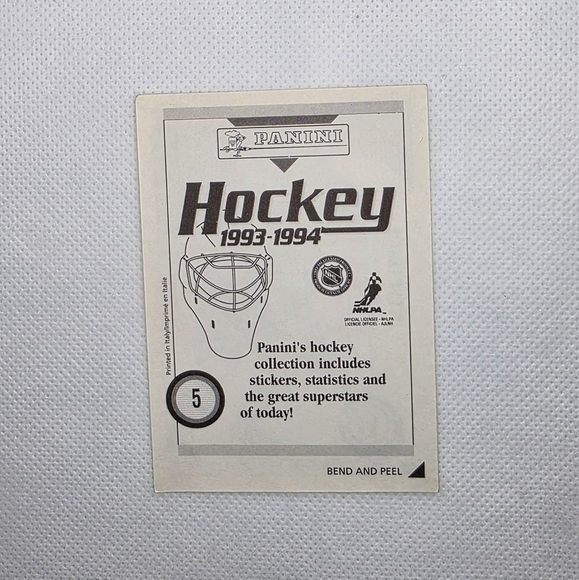 PANINI
Hockey
1993-1994
NHLPA
OFFICIAL LICENSEE - NHLPA
LICENCIÉ OFFICIEL - AJLNH
Printed in Italy/Imprimé en Italie
Panini's hockey
collection includes
stickers, statistics and
the great superstars
of today!
5
BEND AND PEEL